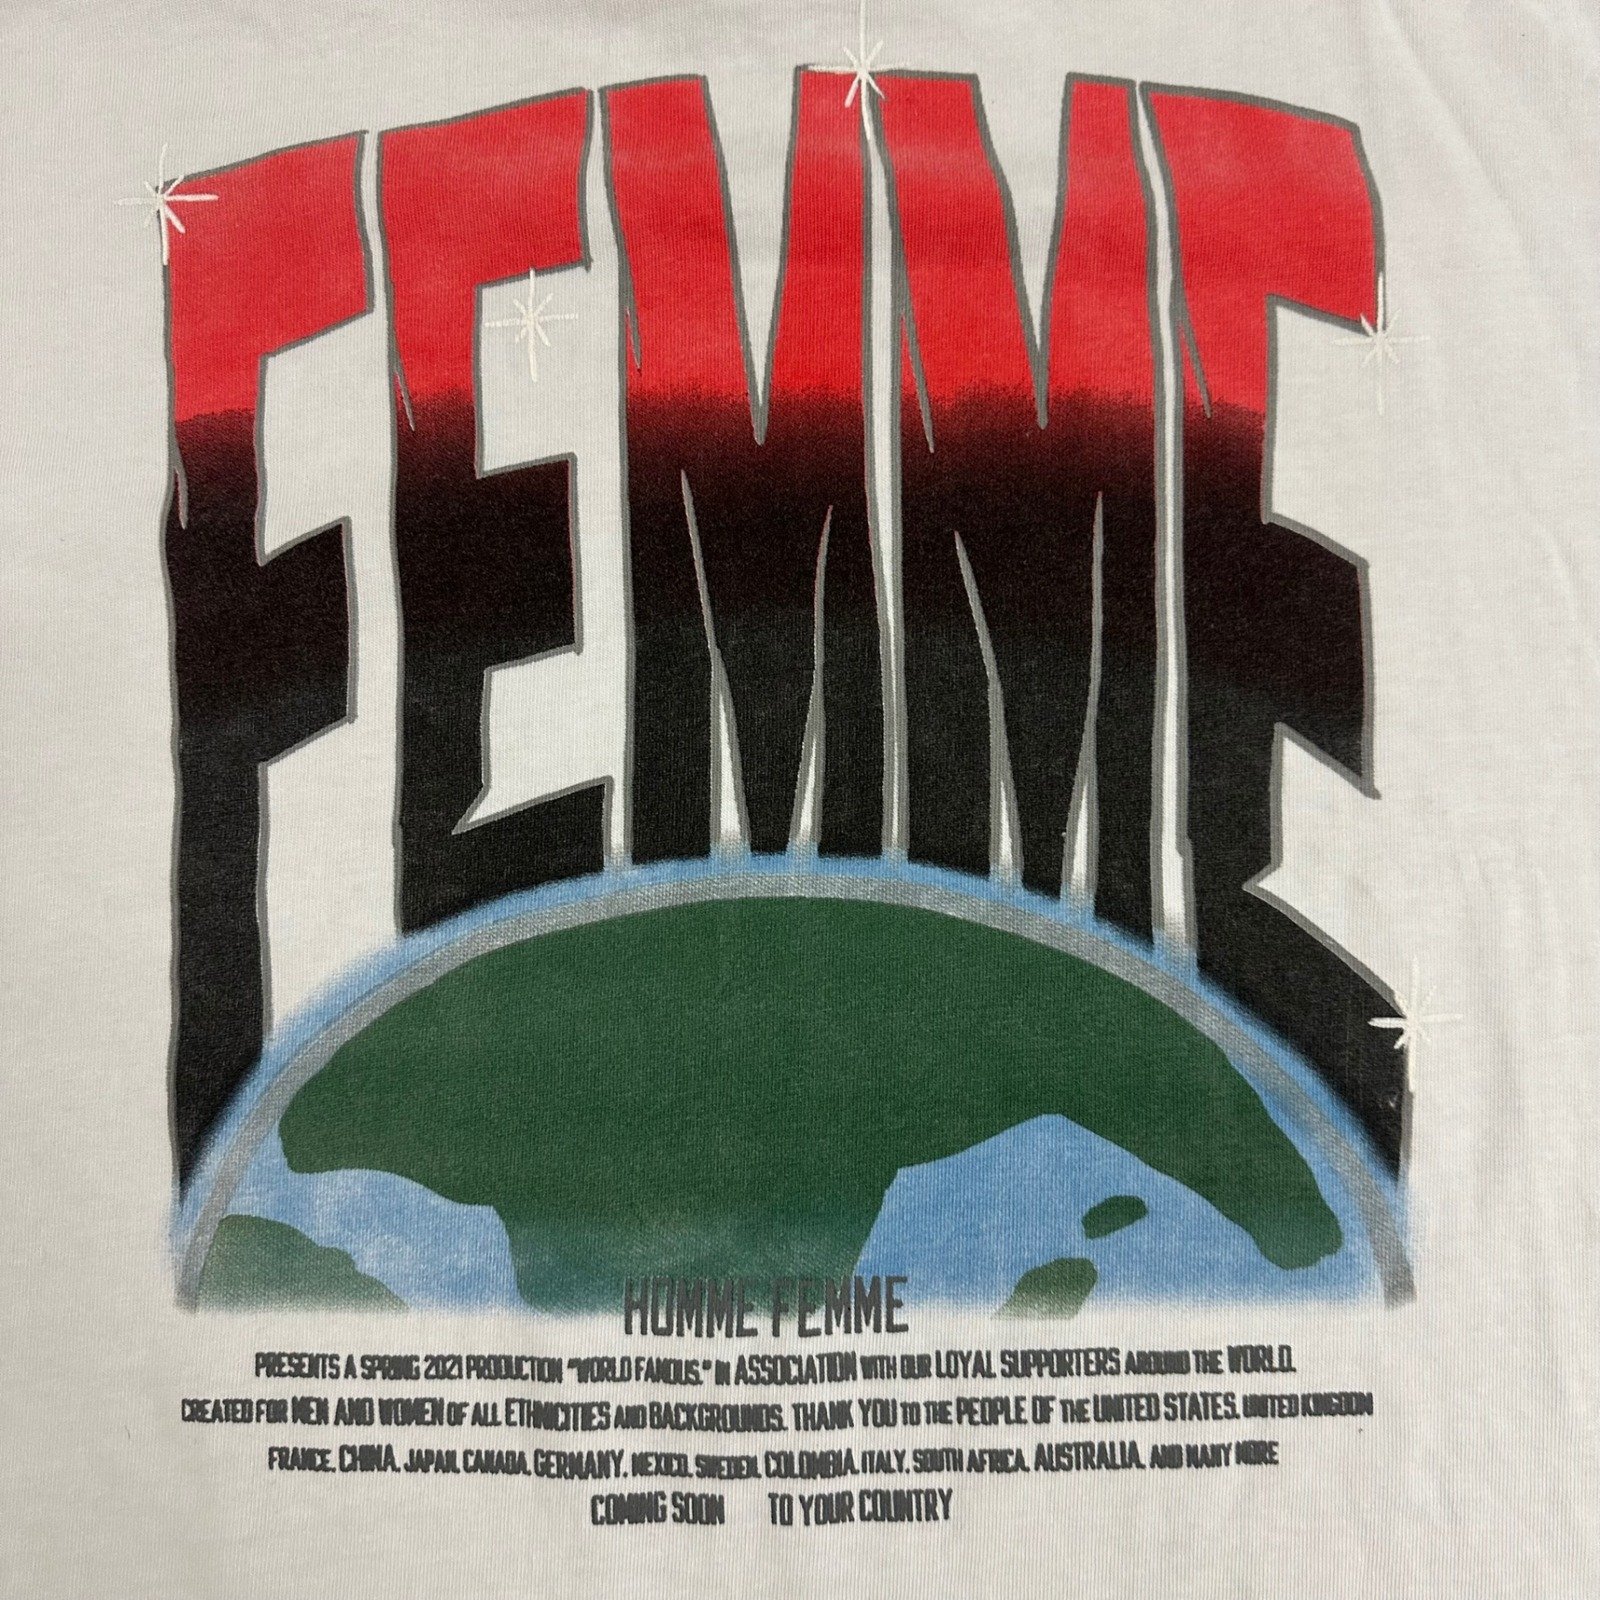 FEMME
HOMME FEMME
PRESENTS A SPRING 2021 PRODUCTION "WORLD FAMOUS." IN ASSOCIATION WITH OUR LOYAL SUPPORTERS AROUND THE WORLD.
CREATED FOR MEN AND WOMEN OF ALL ETHNICITIES AND BACKGROUNDS. THANK YOU TO THE PEOPLE OF THE UNITED STATES. UNITED KINGDOM
FRANCE. CHINA. JAPAN. CANADA. GERMANY. MEXICO. SWEDEN. COLOMBIA. ITALY. SOUTH AFRICA. AUSTRALIA. AND MANY MORE
COMING SOON TO YOUR COUNTRY